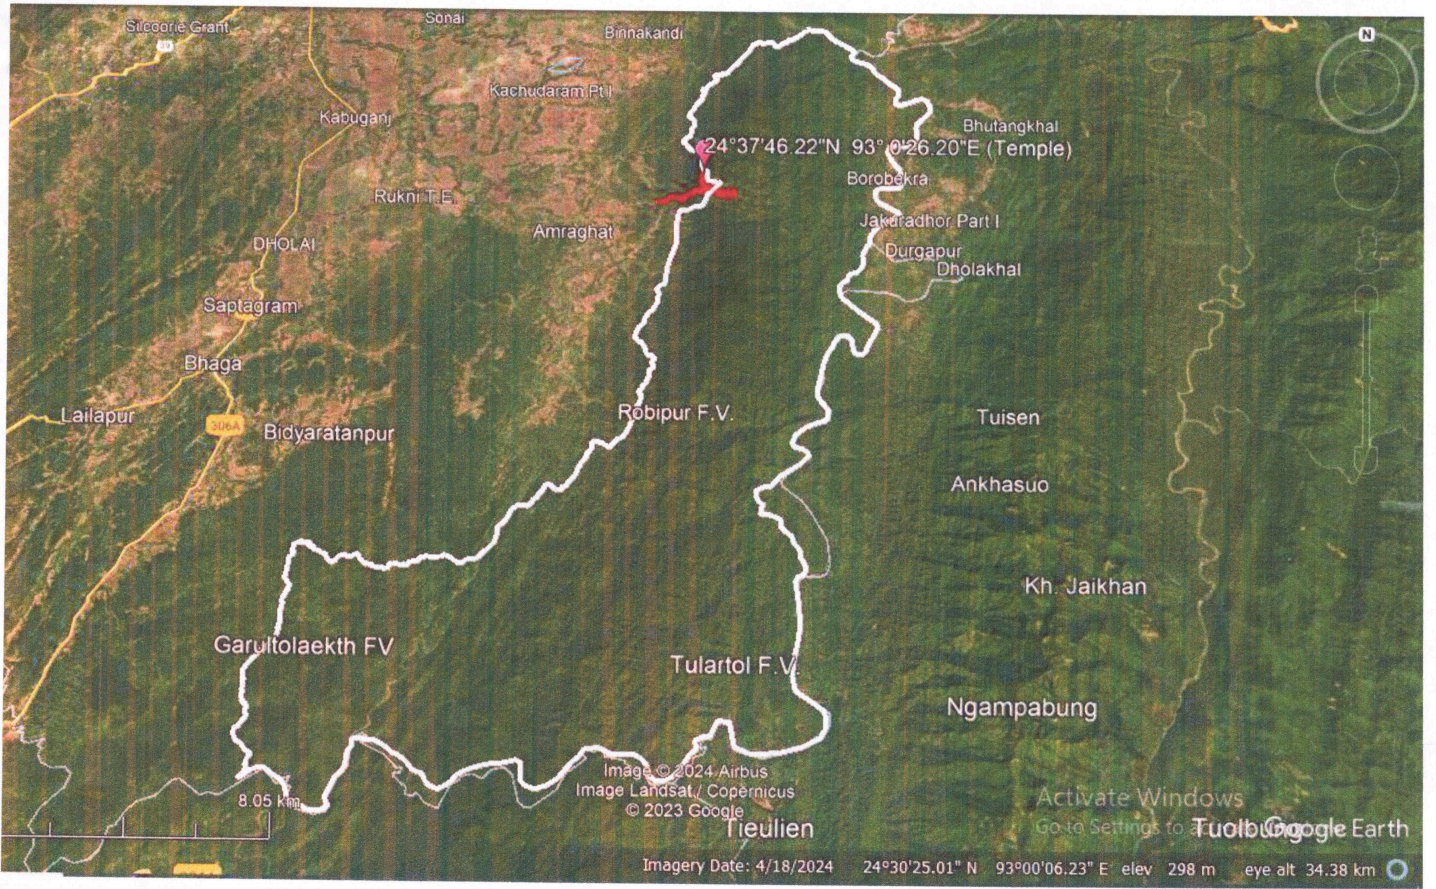 Silcoorie Grant
Sonai
Binnakandi
N
Kachudaram Pt I
Kabuganj
Bhutangkhal
24°37'46.22"N 93° 0'26.20"E (Temple)
Borobekra
Rukni T.E.
Jakuradhor Part I
Amraghat
DHOLAI
Durgapur
Dholakhal
Saptagram
Bhaga
Robipur F.V.
Lailapur
Tuisen
306A
Bidyaratanpur
Ankhasuo
Kh. Jaikhan
Garultolaekth FV
Tulartol F.V.
Ngampabung
Image © 2024 Airbus
Image Landsat / Copernicus
© 2023 Google
8.05 km
Activate Windows
Go to Settings to
Tieulien
Tuolbung
Google Earth
Imagery Date: 4/18/2024 24°30'25.01" N 93°00'06.23" E elev 298 m eye alt 34.38 km